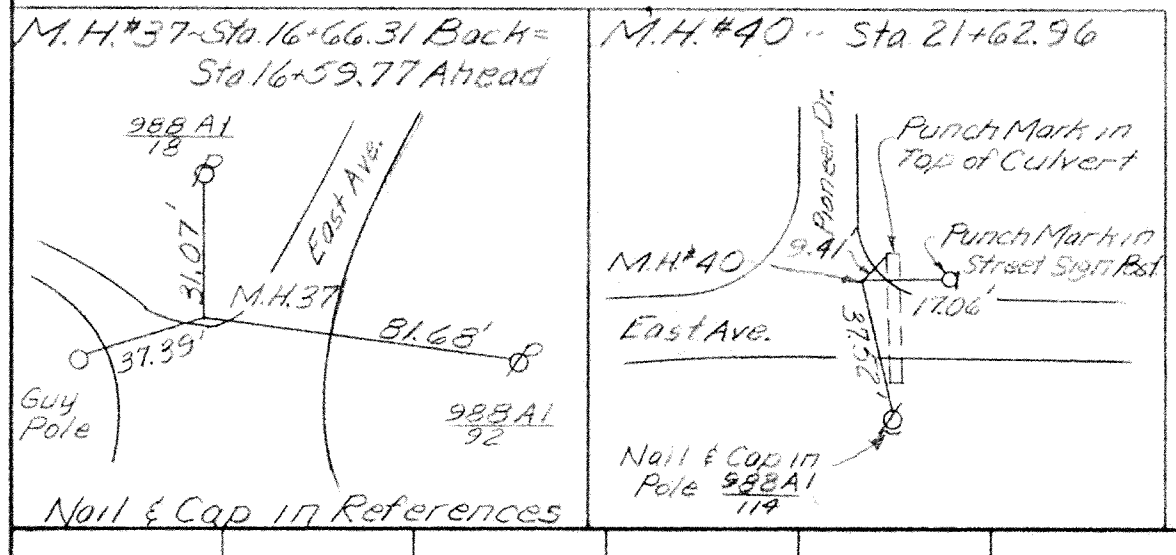 M.H.#37~Sta.16+66.31 Back=
Sta.16+59.77 Ahead
988 A1
18
East Ave.
31.07'
M.H.37
37.39'
81.68'
Guy
Pole
988 A1
92
Nail & Cap in References
M.H.#40 -- Sta. 21+62.96
Pioneer Dr.
Punch Mark in
Top of Culvert
9.41'
Punch Mark in
Street Sign Post
M.H.#40
17.06'
East Ave.
37.52'
Nail & Cap in
Pole 988 A1
114